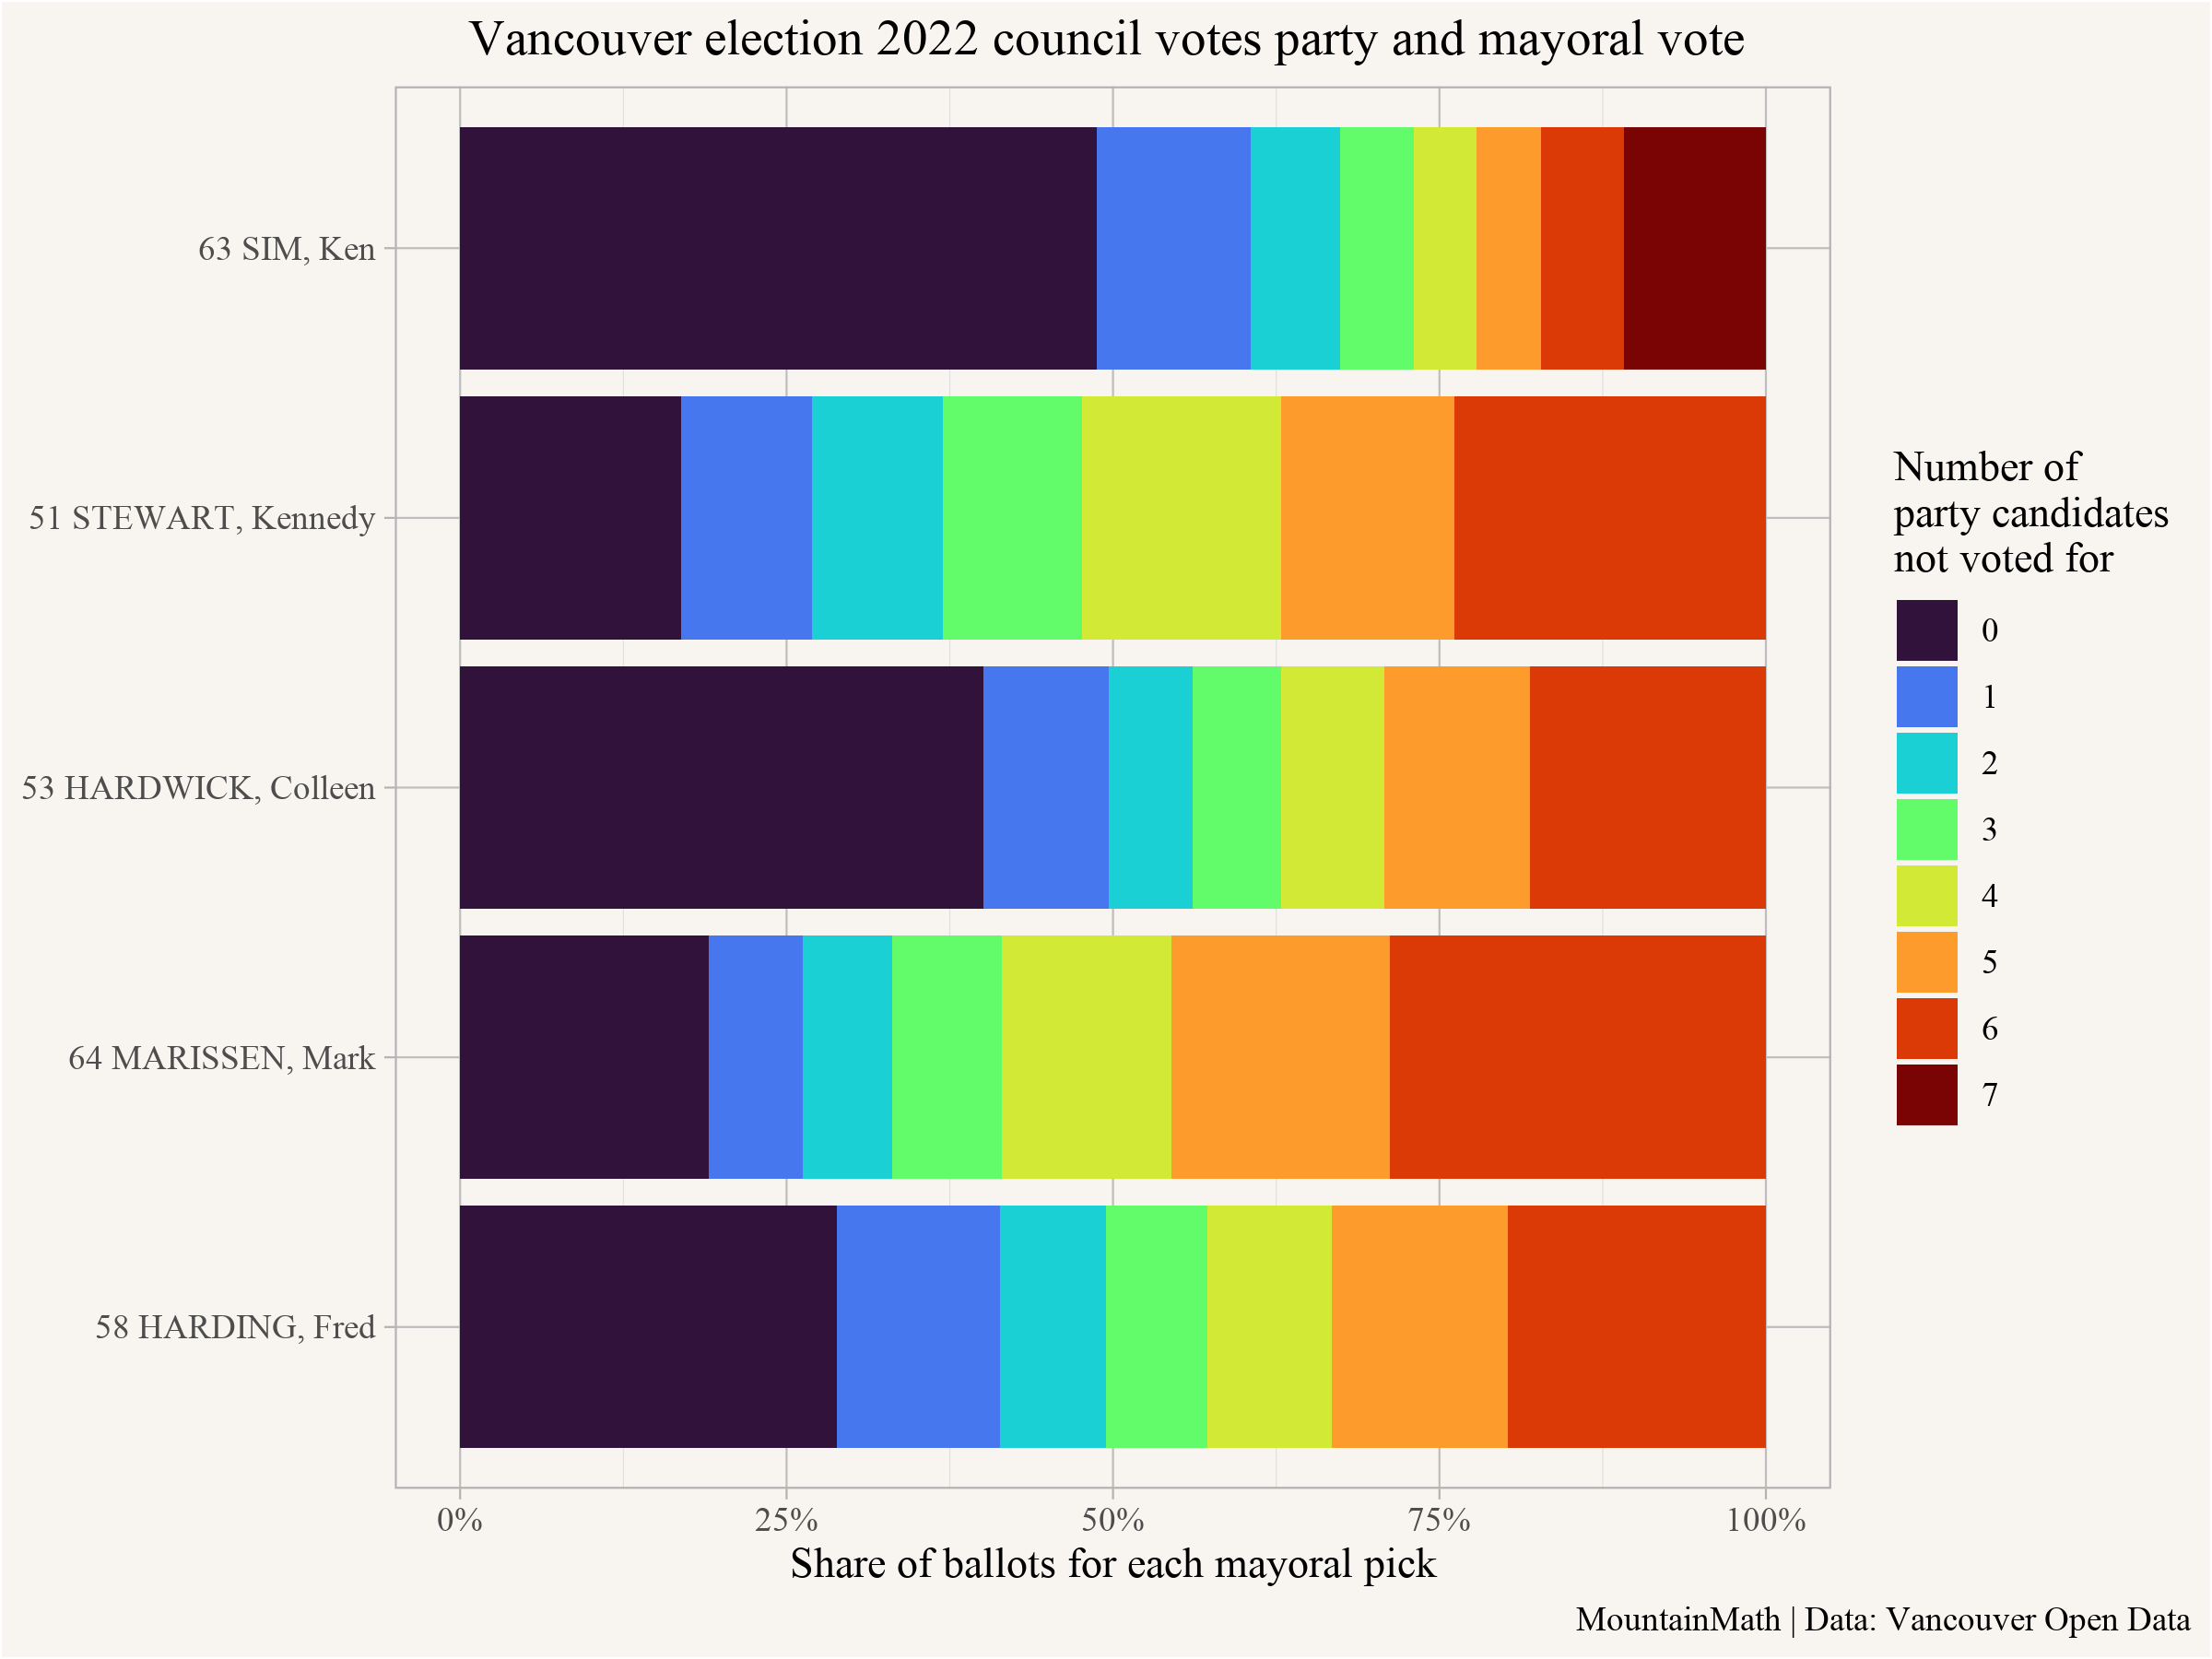 Vancouver election 2022 council votes party and mayoral vote
63 SIM, Ken
51 STEWART, Kennedy
53 HARDWICK, Colleen
64 MARISSEN, Mark
58 HARDING, Fred
0%
25%
50%
75%
100%
Share of ballots for each mayoral pick
Number of
party candidates
not voted for
0
1
2
3
4
5
6
7
MountainMath | Data: Vancouver Open Data